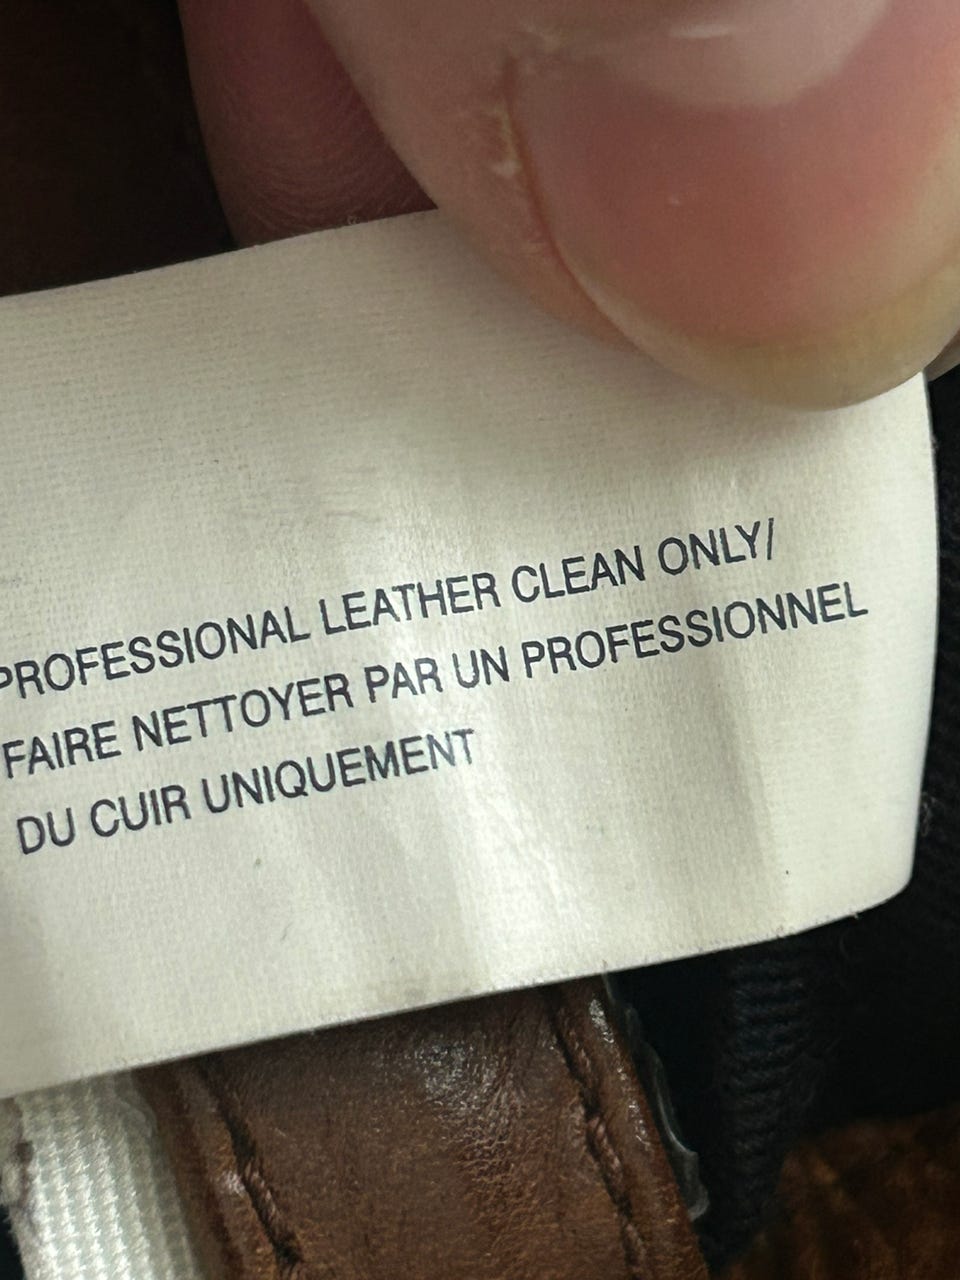 PROFESSIONAL LEATHER CLEAN ONLY/
FAIRE NETTOYER PAR UN PROFESSIONNEL
DU CUIR UNIQUEMENT